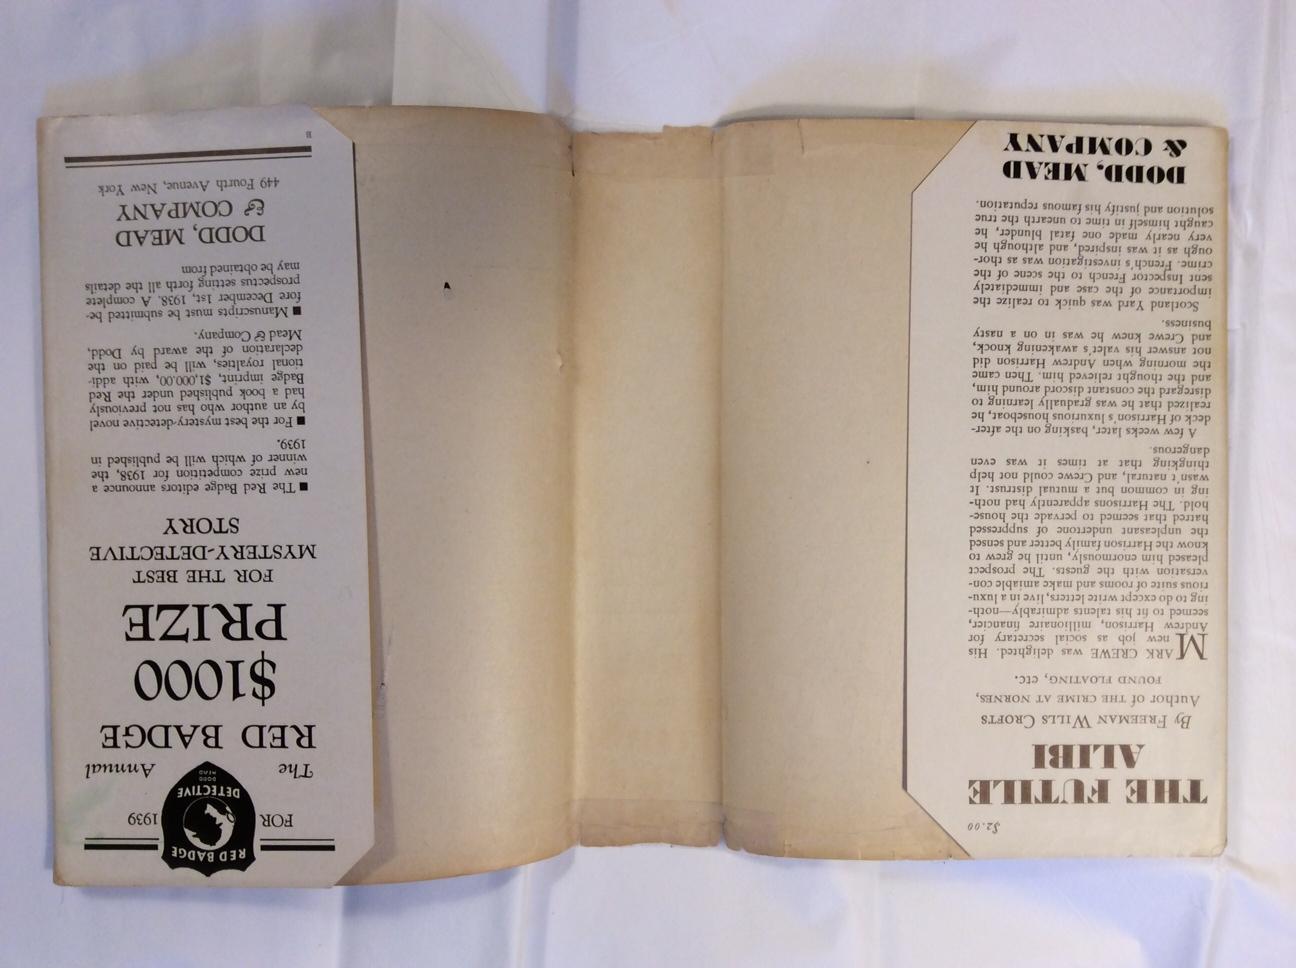 $2.00
THE FUTILE
ALIBI
By FREEMAN WILLS CROFTS
Author of THE CRIME AT NORNES,
FOUND FLOATING, etc.
MARK CREWE was delighted. His
new job as social secretary for
Andrew Harrison, millionaire financier,
seemed to fit his talents admirably—noth-
ing to do except write letters, live in a luxu-
rious suite of rooms and make amiable con-
versation with the guests. The prospect
pleased him enormously, until he grew to
know the Harrison family better and sensed
the unpleasant undertone of suppressed
hatred that seemed to pervade the house-
hold. The Harrisons apparently had noth-
ing in common but a mutual distrust. It
wasn't natural, and Crewe could not help
thingking that at times it was even
dangerous.
A few weeks later, basking on the after-
deck of Harrison's luxurious houseboat, he
realized that he was gradually learning to
disregard the constant discord around him,
and the thought relieved him. Then came
the morning when Andrew Harrison did
not answer his valet's awakening knock,
and Crewe knew he was in on a nasty
business.
Scotland Yard was quick to realize the
importance of the case and immediately
sent Inspector French to the scene of the
crime. French's investigation was as thor-
ough as it was inspired, and although he
very nearly made one fatal blunder, he
caught himself in time to unearth the true
solution and justify his famous reputation.
DODD, MEAD
& COMPANY
RED BADGE
DETECTIVE
DODD
MEAD
FOR 1939
The Annual
RED BADGE
$1000
PRIZE
FOR THE BEST
MYSTERY-DETECTIVE
STORY
■ The Red Badge editors announce a
new prize competition for 1938, the
winner of which will be published in
1939.
■ For the best mystery-detective novel
by an author who has not previously
had a book published under the Red
Badge imprint, $1,000.00, with addi-
tional royalties, will be paid on the
declaration of the award by Dodd,
Mead & Company.
■ Manuscripts must be submitted be-
fore December 1st, 1938. A complete
prospectus setting forth all the details
may be obtained from
DODD, MEAD
& COMPANY
449 Fourth Avenue, New York